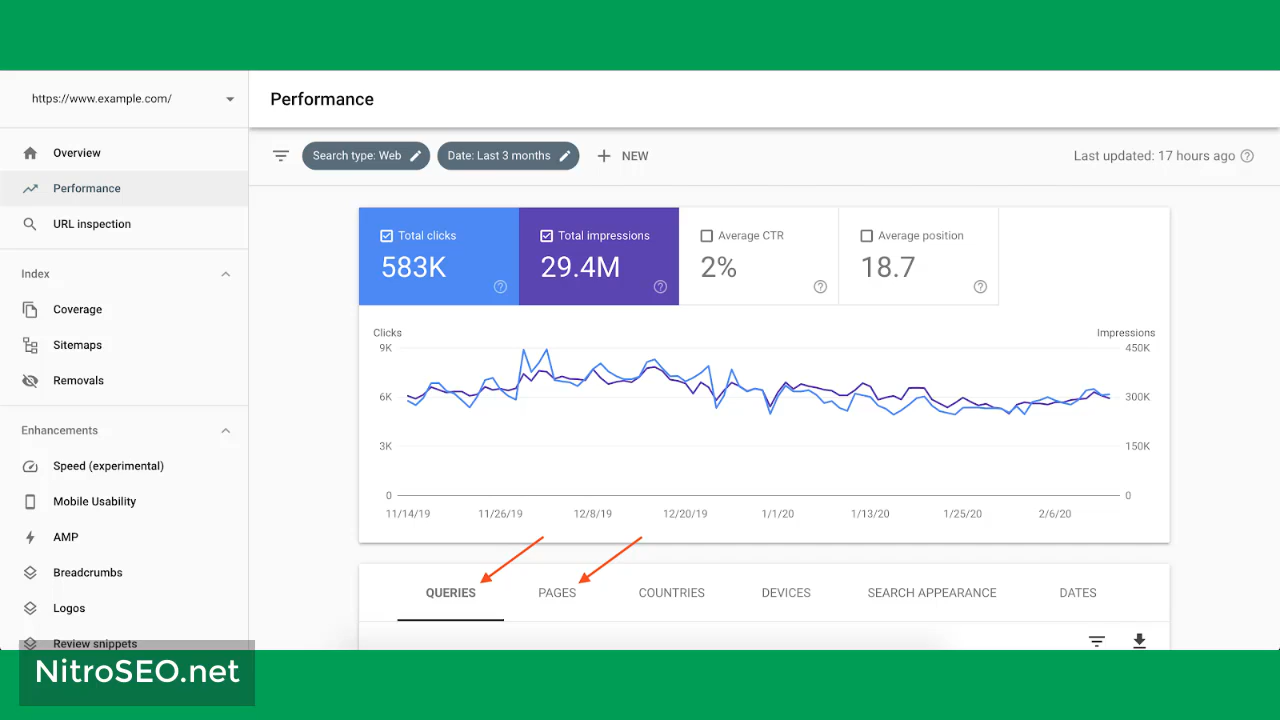 https://www.example.com/
Performance
Overview
Performance
URL inspection
Index
Coverage
Sitemaps
Removals
Enhancements
Speed (experimental)
Mobile Usability
AMP
Breadcrumbs
Logos
Review snippets
Search type: Web
Date: Last 3 months
NEW
Last updated: 17 hours ago
Total clicks
583K
Total impressions
29.4M
Average CTR
2%
Average position
18.7
Clicks
Impressions
9K
450K
6K
300K
3K
150K
0
0
11/14/19 11/26/19 12/8/19 12/20/19 1/1/20 1/13/20 1/25/20 2/6/20
QUERIES PAGES COUNTRIES DEVICES SEARCH APPEARANCE DATES
NitroSEO.net